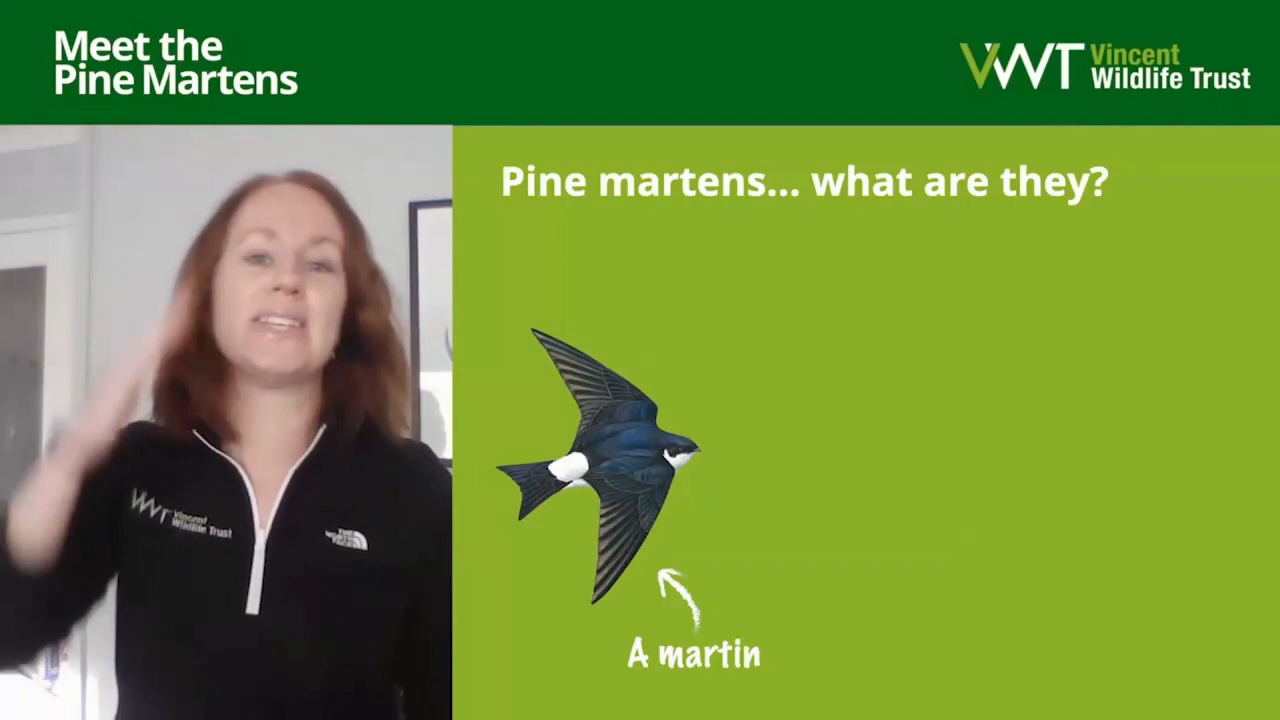 Meet the
Pine Martens
VWT Vincent
Wildlife Trust
Pine martens... what are they?
VWT Vincent
Wildlife Trust
THE
NORTH
FACE
A martin